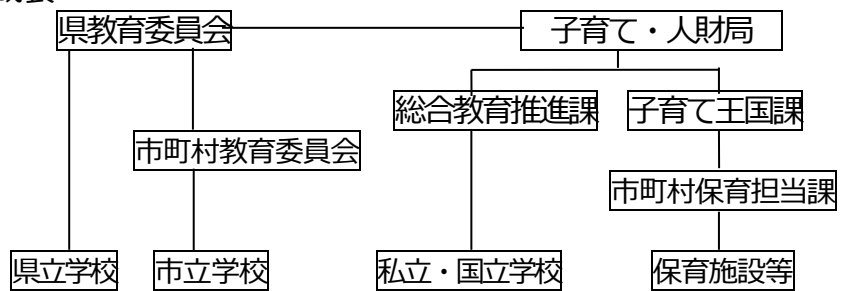 県教育委員会
子育て・人財局
総合教育推進課
子育て王国課
市町村教育委員会
市町村保育担当課
県立学校
市立学校
私立・国立学校
保育施設等